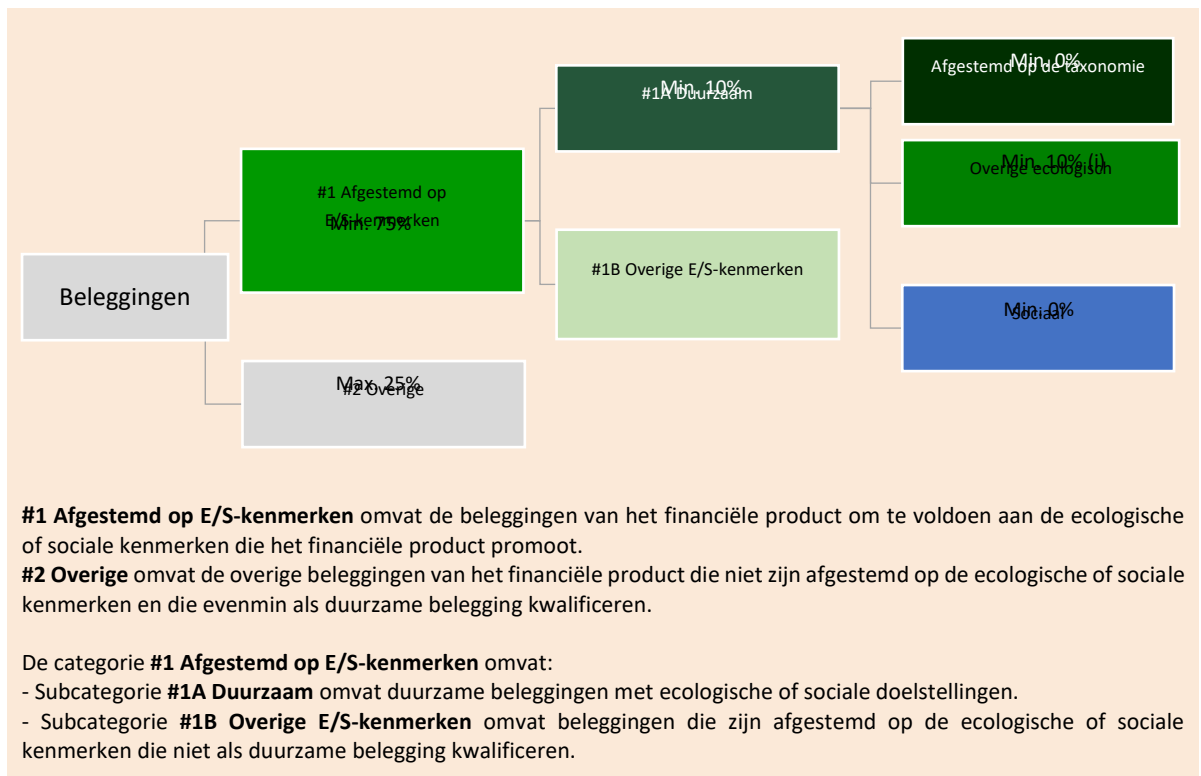 Beleggingen
#1 Afgestemd op
E/S-kenmerken
Min. 75%
#2 Overige
Max. 25%
#1A Duurzaam
Min. 10%
#1B Overige E/S-kenmerken
Afgestemd op de taxonomie
Min. 0%
Overige ecologisch
Min. 10% (i)
Sociaal
Min. 0%
#1 Afgestemd op E/S-kenmerken omvat de beleggingen van het financiële product om te voldoen aan de ecologische
of sociale kenmerken die het financiële product promoot.
#2 Overige omvat de overige beleggingen van het financiële product die niet zijn afgestemd op de ecologische of sociale
kenmerken en die evenmin als duurzame belegging kwalificeren.
De categorie #1 Afgestemd op E/S-kenmerken omvat:
- Subcategorie #1A Duurzaam omvat duurzame beleggingen met ecologische of sociale doelstellingen.
- Subcategorie #1B Overige E/S-kenmerken omvat beleggingen die zijn afgestemd op de ecologische of sociale
kenmerken die niet als duurzame belegging kwalificeren.